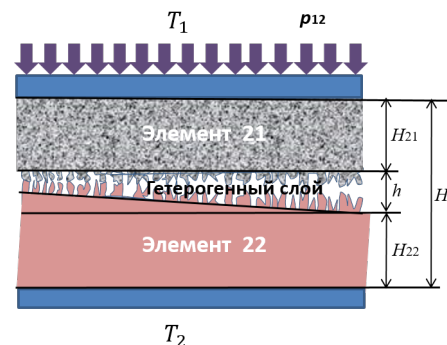 T₁ p₁₂
Элемент 21
H₂₁
Гетерогенный слой
h
H
Элемент 22
H₂₂
T₂